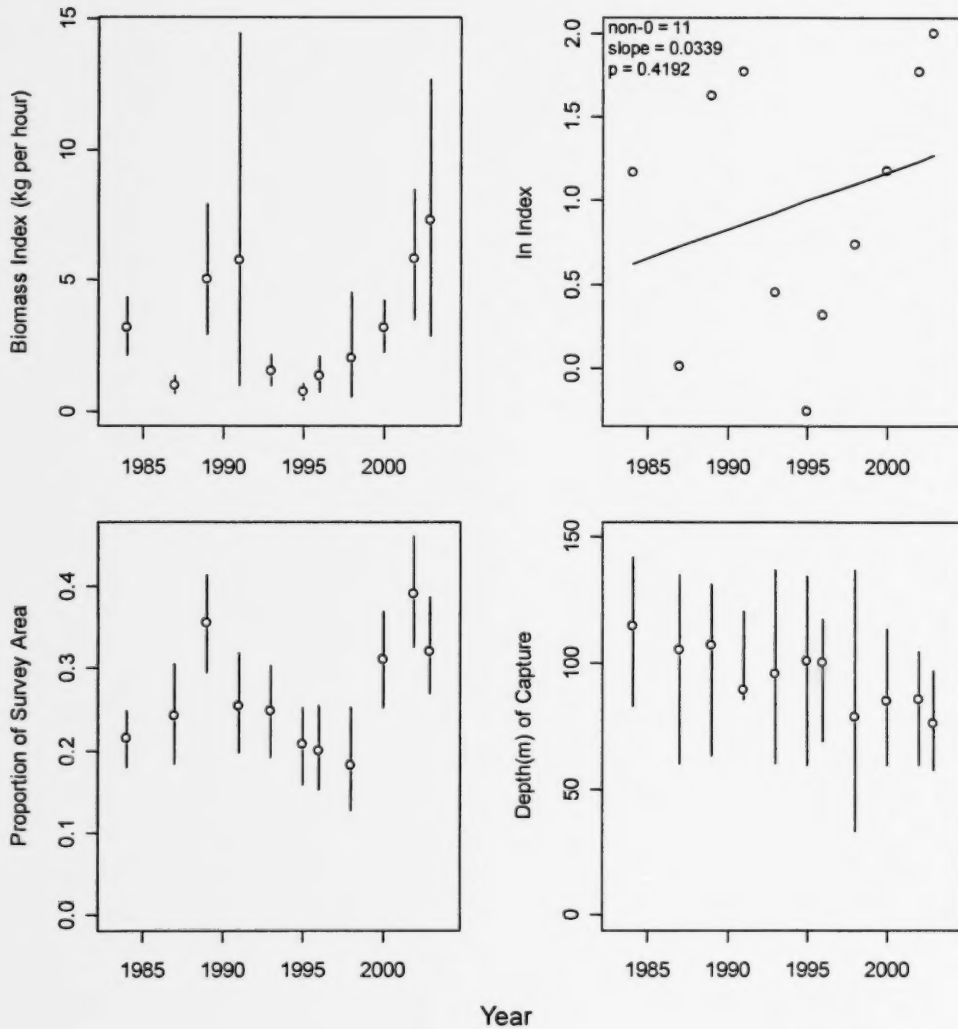 Biomass Index (kg per hour)
15
10
5
0
1985 1990 1995 2000
ln Index
2.0
1.5
1.0
0.5
0.0
non-0 = 11
slope = 0.0339
p = 0.4192
1985 1990 1995 2000
Proportion of Survey Area
0.4
0.3
0.2
0.1
0.0
1985 1990 1995 2000
Depth(m) of Capture
150
100
50
0
1985 1990 1995 2000
Year